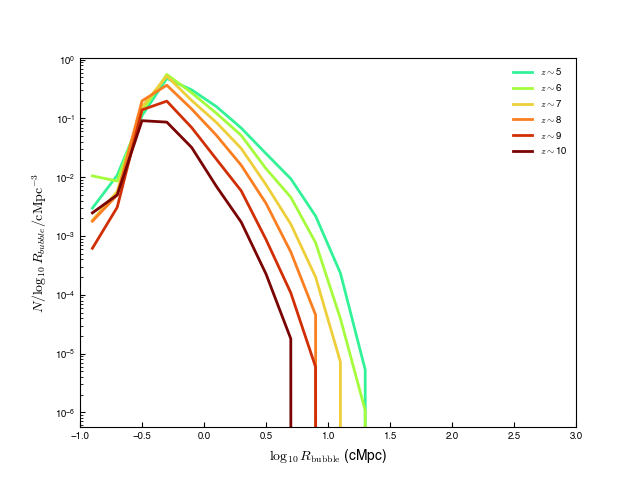 10⁰
10⁻¹
10⁻²
10⁻³
10⁻⁴
10⁻⁵
10⁻⁶
N/log₁₀ R_bubble/cMpc⁻³
z ~ 5
z ~ 6
z ~ 7
z ~ 8
z ~ 9
z ~ 10
−1.0 −0.5 0.0 0.5 1.0 1.5 2.0 2.5 3.0
log₁₀ R_bubble (cMpc)